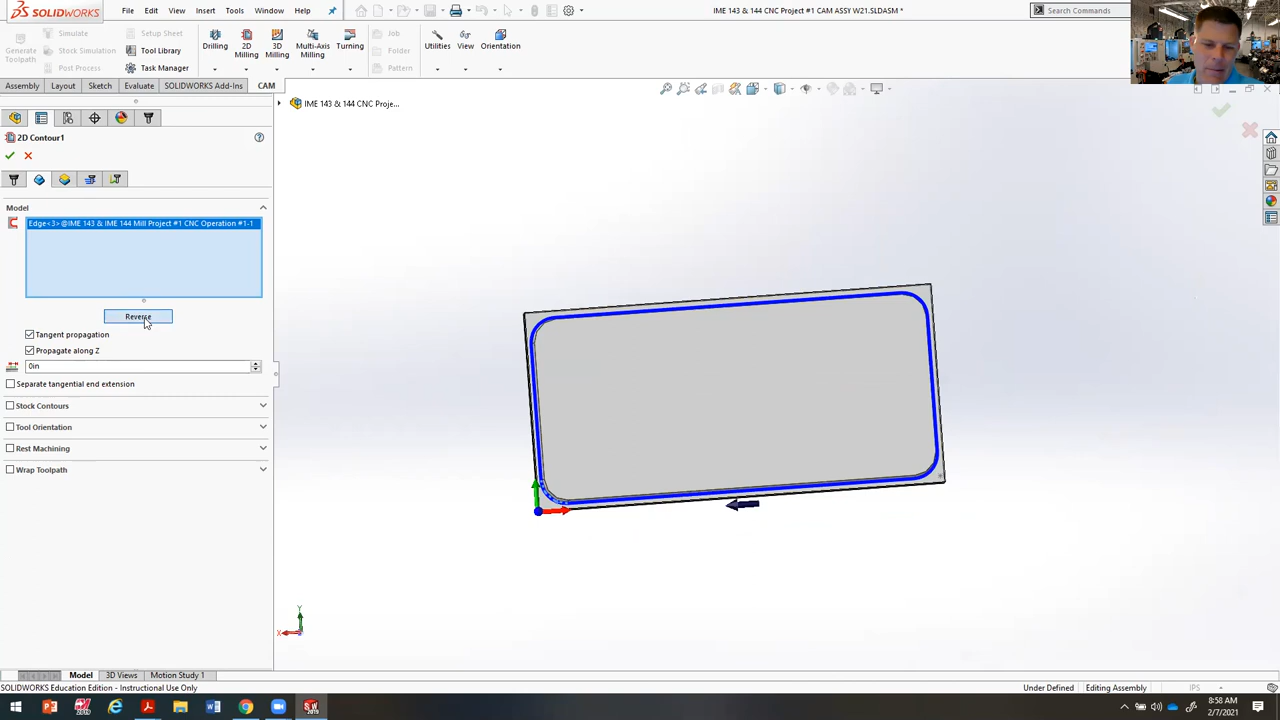 SOLIDWORKS File Edit View Insert Tools Window Help
IME 143 & 144 CNC Project #1 CAM ASSY W21.SLDASM *
Search Commands
Generate Toolpath
Simulate
Stock Simulation
Post Process
Setup Sheet
Tool Library
Task Manager
Drilling
2D Milling
3D Milling
Multi-Axis Milling
Turning
Job
Folder
Pattern
Utilities
View
Orientation
Assembly Layout Sketch Evaluate SOLIDWORKS Add-Ins CAM
IME 143 & 144 CNC Proje...
2D Contour1
Model
Edge<3>@IME 143 & IME 144 Mill Project #1 CNC Operation #1-1
Reverse
Tangent propagation
Propagate along Z
0in
Separate tangential end extension
Stock Contours
Tool Orientation
Rest Machining
Wrap Toolpath
Y
X
Model 3D Views Motion Study 1
SOLIDWORKS Education Edition - Instructional Use Only
Under Defined Editing Assembly IPS
8:58 AM
2/7/2021